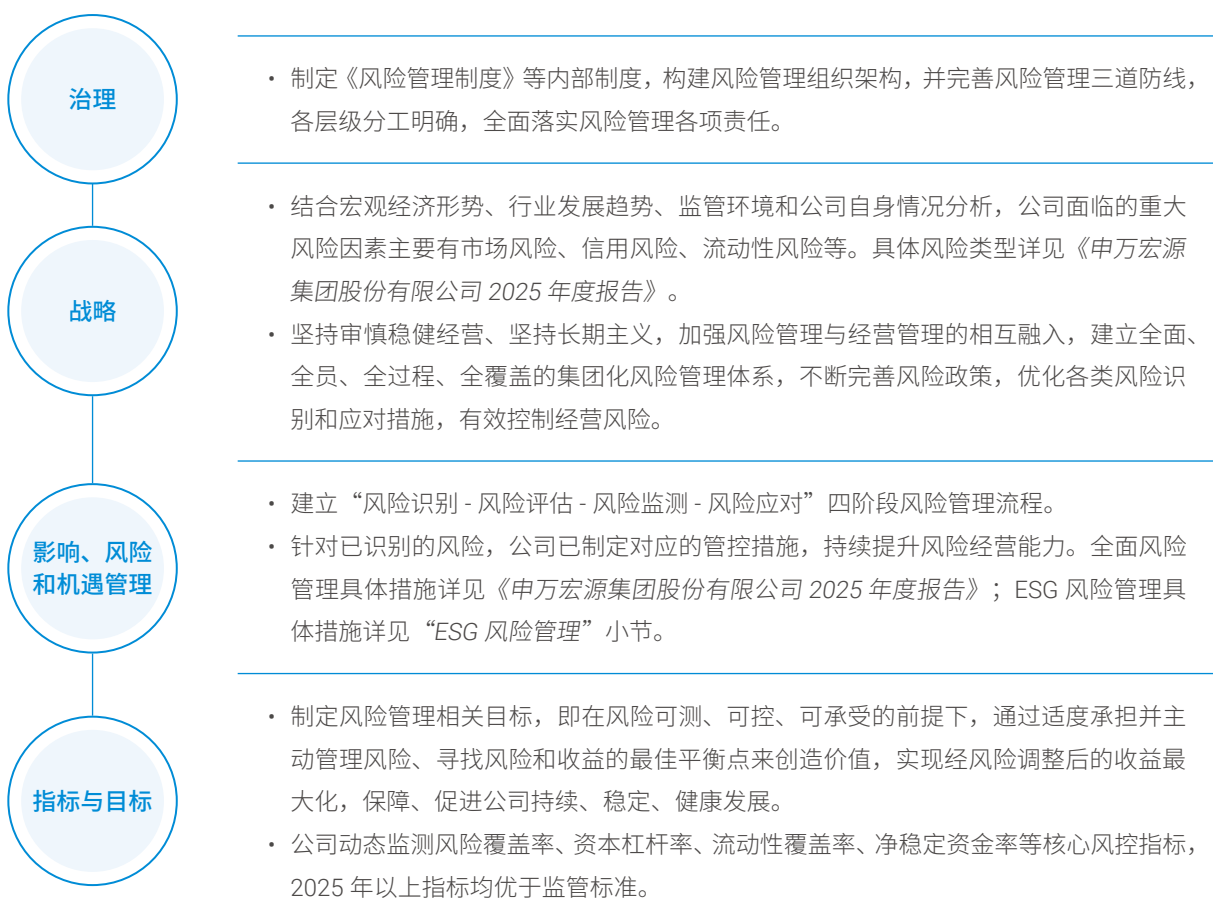 治理
• 制定《风险管理制度》等内部制度，构建风险管理组织架构，并完善风险管理三道防线，
各层级分工明确，全面落实风险管理各项责任。
战略
• 结合宏观经济形势、行业发展趋势、监管环境和公司自身情况分析，公司面临的重大
风险因素主要有市场风险、信用风险、流动性风险等。具体风险类型详见《申万宏源
集团股份有限公司 2025 年度报告》。
• 坚持审慎稳健经营、坚持长期主义，加强风险管理与经营管理的相互融入，建立全面、
全员、全过程、全覆盖的集团化风险管理体系，不断完善风险政策，优化各类风险识
别和应对措施，有效控制经营风险。
影响、风险
和机遇管理
• 建立“风险识别 - 风险评估 - 风险监测 - 风险应对”四阶段风险管理流程。
• 针对已识别的风险，公司已制定对应的管控措施，持续提升风险经营能力。全面风险
管理具体措施详见《申万宏源集团股份有限公司 2025 年度报告》；ESG 风险管理具
体措施详见“ESG 风险管理”小节。
指标与目标
• 制定风险管理相关目标，即在风险可测、可控、可承受的前提下，通过适度承担并主
动管理风险、寻找风险和收益的最佳平衡点来创造价值，实现经风险调整后的收益最
大化，保障、促进公司持续、稳定、健康发展。
• 公司动态监测风险覆盖率、资本杠杆率、流动性覆盖率、净稳定资金率等核心风控指标，
2025 年以上指标均优于监管标准。